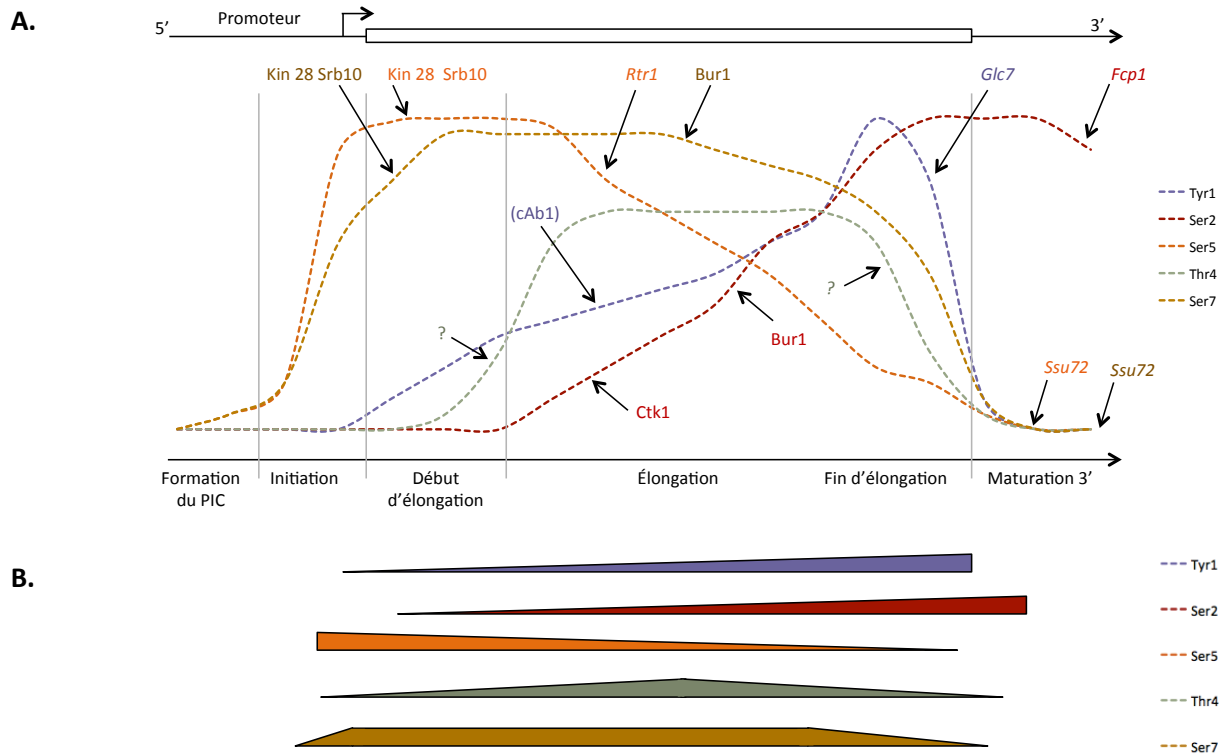 A.
5’
Promoteur
3’
Kin 28 Srb10
Kin 28 Srb10
Rtr1
Bur1
Glc7
Fcp1
(cAb1)
?
?
Bur1
Ctk1
Ssu72
Ssu72
Tyr1
Ser2
Ser5
Thr4
Ser7
Formation
du PIC
Initiation
Début
d’élongation
Élongation
Fin d’élongation
Maturation 3’
B.
Tyr1
Ser2
Ser5
Thr4
Ser7